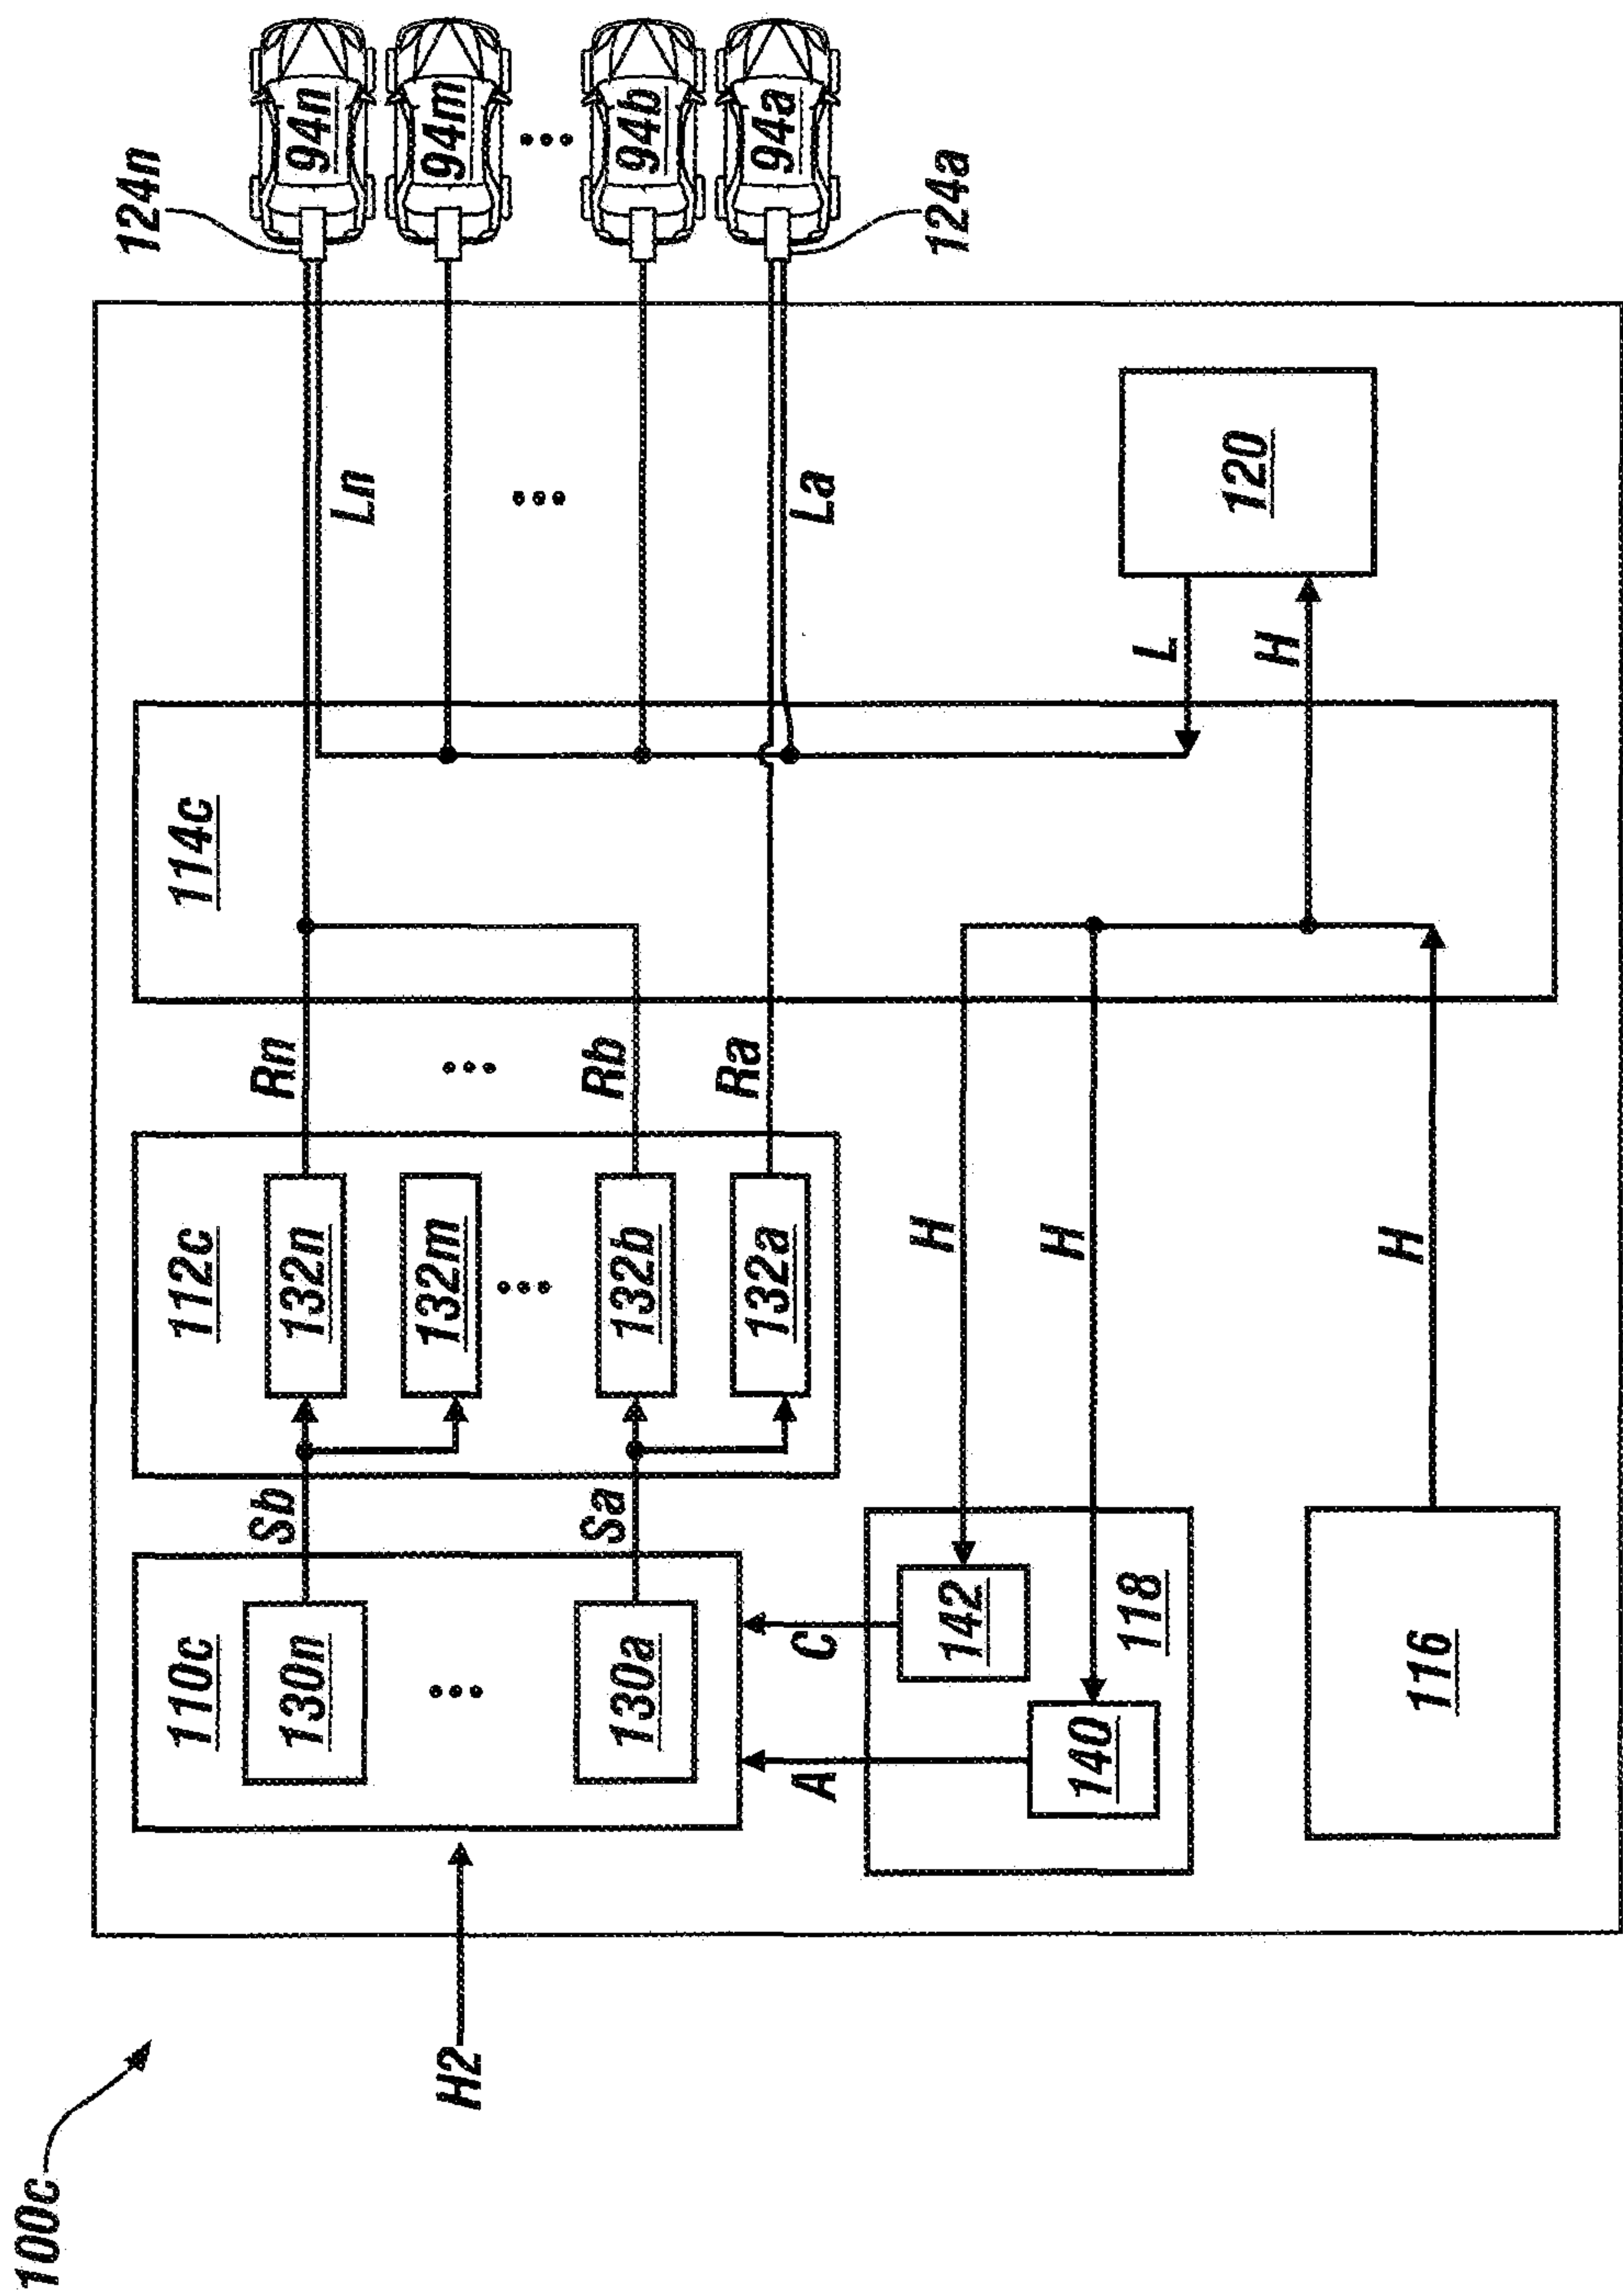 100c
H2
110c
130n
130a
Sb
Sa
112c
132n
132m
132b
132a
Rn
Rb
Ra
114c
Ln
La
124n
124a
94n
94m
94b
94a
A
C
140
142
118
116
H
H
H
L
H
120